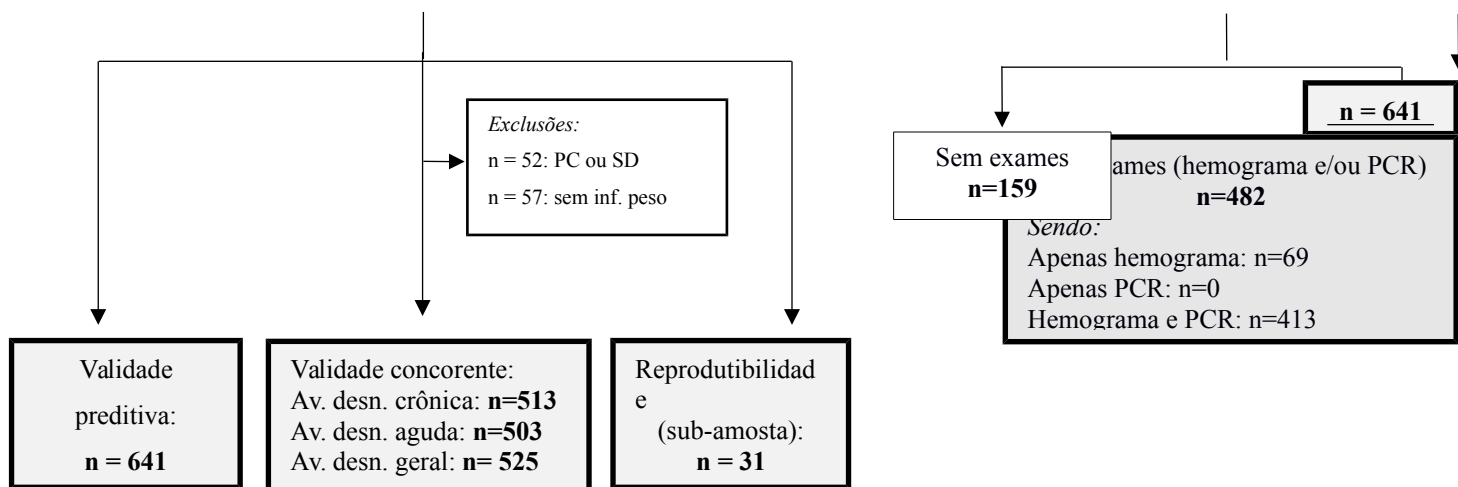 Exclusões:
n = 52: PC ou SD
n = 57: sem inf. peso
Validade
preditiva:
n = 641
Validade concorente:
Av. desn. crônica: n=513
Av. desn. aguda: n=503
Av. desn. geral: n= 525
Reprodutibilidad
e
(sub-amosta):
n = 31
n = 641
Sem exames
n=159
ames (hemograma e/ou PCR)
n=482
Sendo:
Apenas hemograma: n=69
Apenas PCR: n=0
Hemograma e PCR: n=413